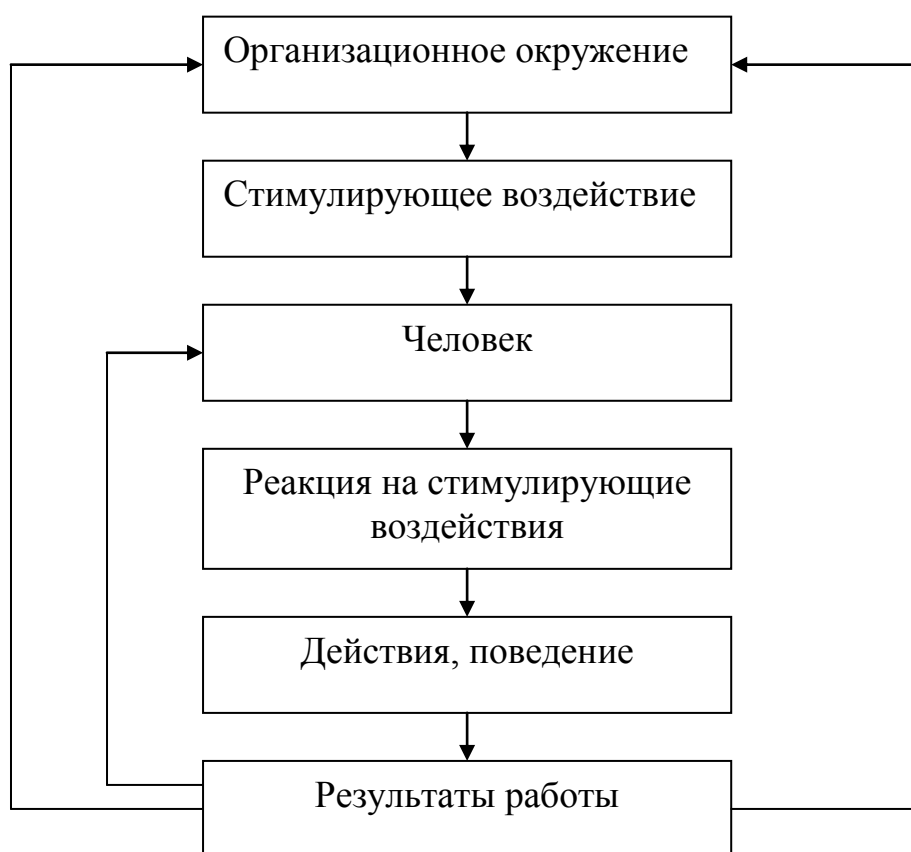 Организационное окружение
Стимулирующее воздействие
Человек
Реакция на стимулирующие
воздействия
Действия, поведение
Результаты работы